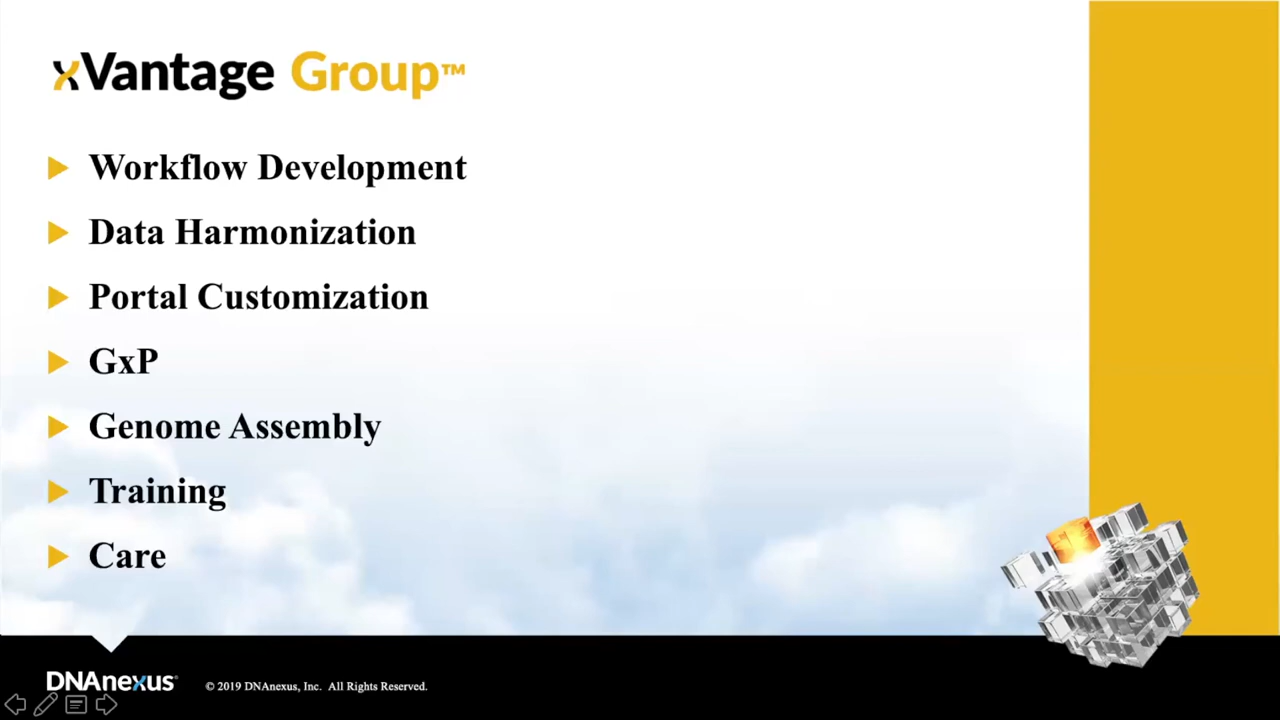 xVantage Group™
Workflow Development
Data Harmonization
Portal Customization
GxP
Genome Assembly
Training
Care
DNAnexus® © 2019 DNAnexus, Inc. All Rights Reserved.